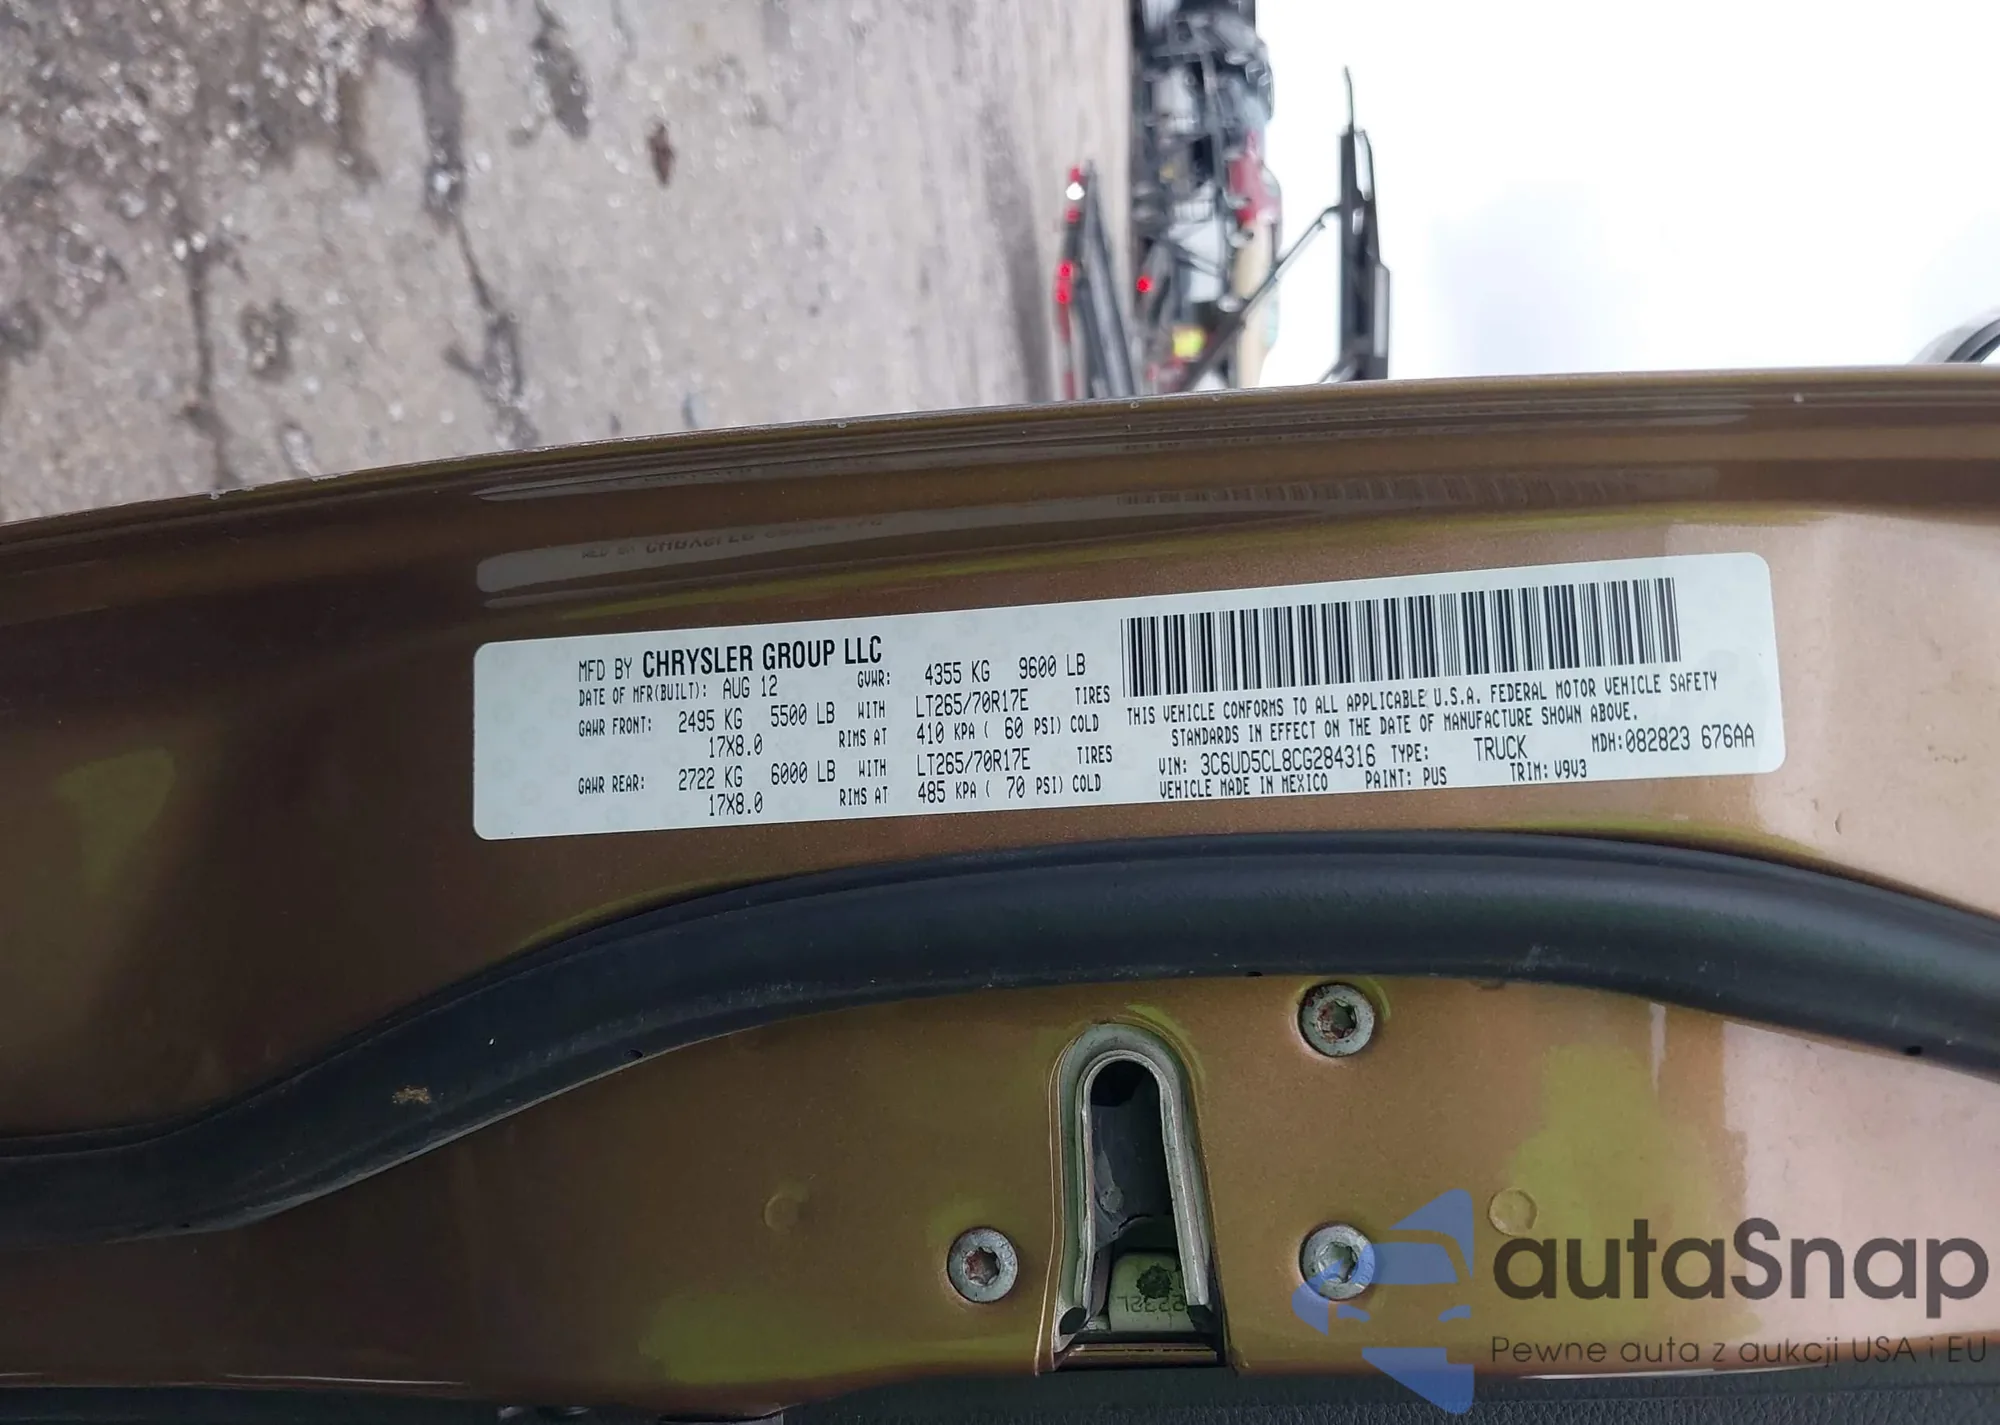 MFD BY CHRYSLER GROUP LLC
DATE OF MFR(BUILT): AUG 12 GVWR: 4355 KG 9600 LB
GAWR FRONT: 2495 KG 5500 LB WITH LT265/70R17E TIRES
17X8.0 RIMS AT 410 KPA ( 60 PSI) COLD
GAWR REAR: 2722 KG 6000 LB WITH LT265/70R17E TIRES
17X8.0 RIMS AT 485 KPA ( 70 PSI) COLD
THIS VEHICLE CONFORMS TO ALL APPLICABLE U.S.A. FEDERAL MOTOR VEHICLE SAFETY
STANDARDS IN EFFECT ON THE DATE OF MANUFACTURE SHOWN ABOVE.
VIN: 3C6UD5CL8CG284316 TYPE: TRUCK MDH:082823 676AA
VEHICLE MADE IN MEXICO PAINT: PUS TRIM: V9V3
autaSnap
Pewne auta z aukcji USA i EU